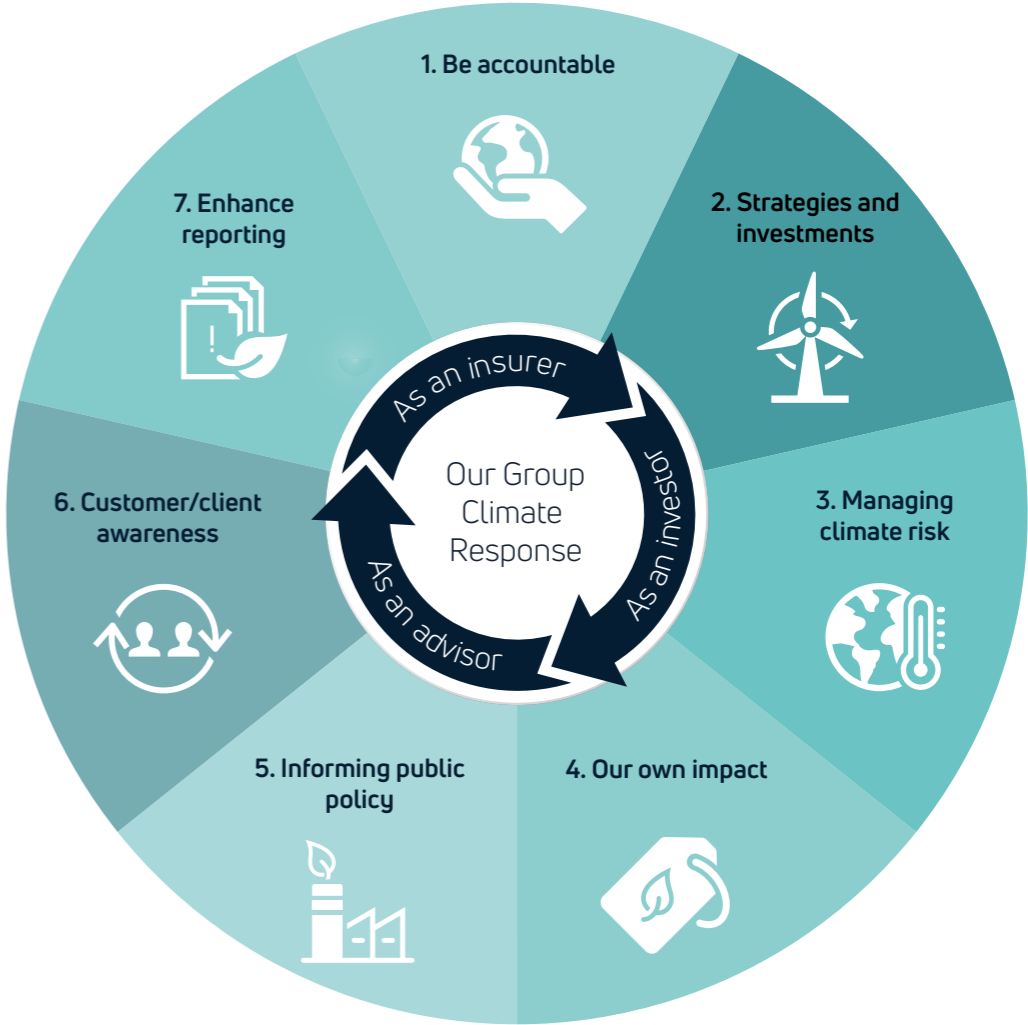 1. Be accountable
2. Strategies and
investments
3. Managing
climate risk
4. Our own impact
5. Informing public
policy
6. Customer/client
awareness
7. Enhance
reporting
As an insurer
As an investor
As an advisor
Our Group
Climate
Response
!